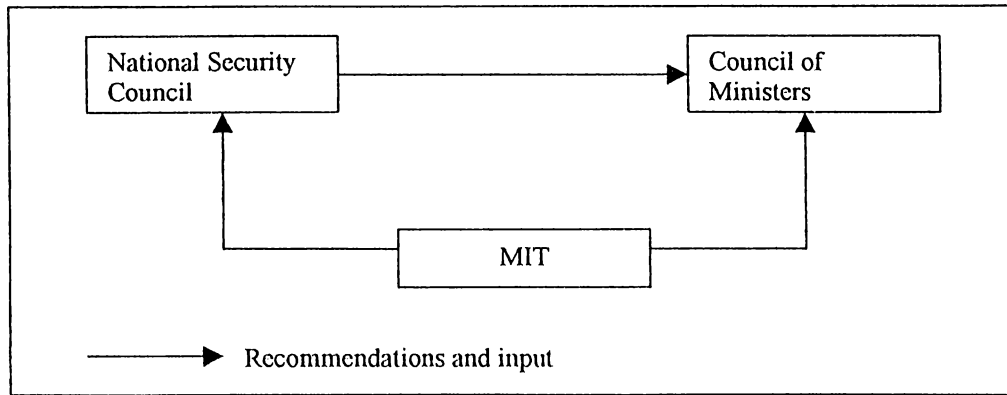 National Security
Council
Council of
Ministers
MIT
Recommendations and input